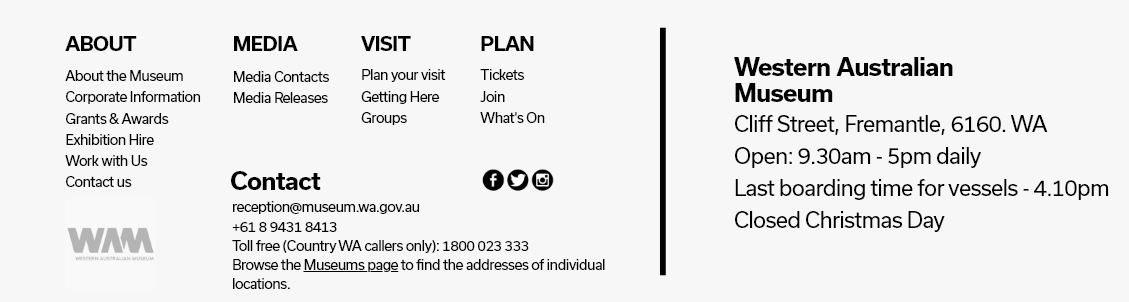 ABOUT
About the Museum
Corporate Information
Grants & Awards
Exhibition Hire
Work with Us
Contact us
WAM
WESTERN AUSTRALIAN MUSEUM
MEDIA
Media Contacts
Media Releases
VISIT
Plan your visit
Getting Here
Groups
PLAN
Tickets
Join
What's On
Contact
reception@museum.wa.gov.au
+61 8 9431 8413
Toll free (Country WA callers only): 1800 023 333
Browse the Museums page to find the addresses of individual
locations.
Western Australian
Museum
Cliff Street, Fremantle, 6160. WA
Open: 9.30am - 5pm daily
Last boarding time for vessels - 4.10pm
Closed Christmas Day